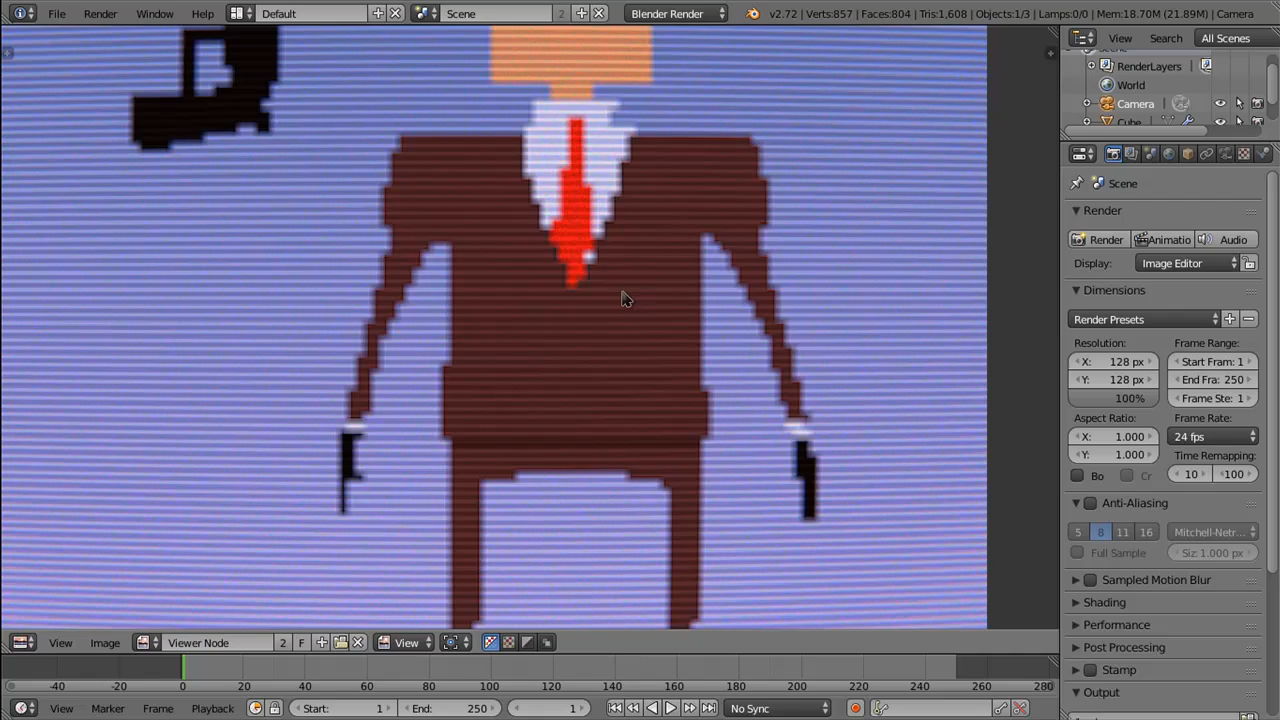 File Render Window Help Default Scene 2 Blender Render v2.72 | Verts:857 | Faces:804 | Tris:1,608 | Objects:1/3 | Lamps:0/0 | Mem:18.70M (21.89M) | Camera
View Search All Scenes
RenderLayers
World
Camera
Cube
Scene
Render
Render Animatio Audio
Display: Image Editor
Dimensions
Render Presets
Resolution: Frame Range:
X: 128 px Start Fram: 1
Y: 128 px End Fra: 250
100% Frame Ste: 1
Aspect Ratio: Frame Rate:
X: 1.000 24 fps
Y: 1.000 Time Remapping:
Bo Cr 10 100
Anti-Aliasing
5 8 11 16 Mitchell-Netr...
Full Sample Siz: 1.000 px
Sampled Motion Blur
Shading
Performance
Post Processing
Stamp
Output
View Image Viewer Node 2 F View
-40 -20 0 20 40 60 80 100 120 140 160 180 200 220 240 260 280
View Marker Frame Playback Start: 1 End: 250 1 No Sync